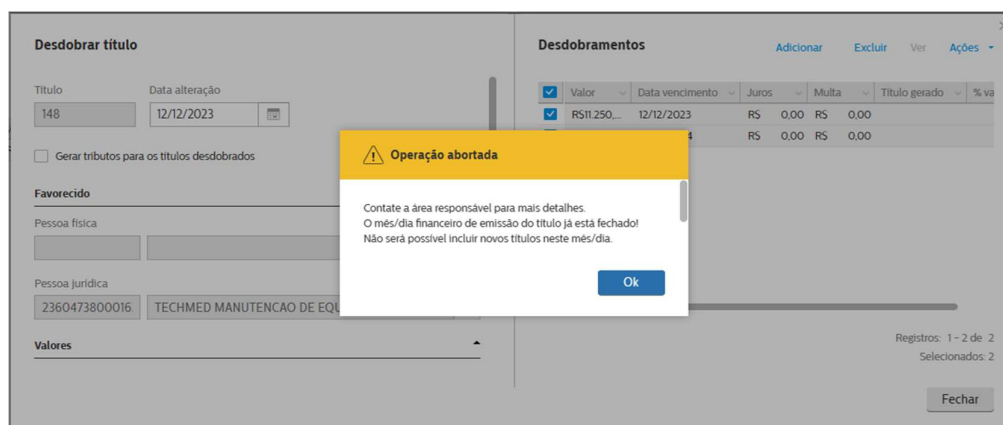 Desdobrar título
Desdobramentos
Adicionar Excluir Ver Ações
Título Data alteração
148 12/12/2023
Valor Data vencimento Juros Multa Título gerado % va
R$11.250,... 12/12/2023 R$ 0,00 R$ 0,00
4 R$ 0,00 R$ 0,00
Gerar tributos para os títulos desdobrados
Operação abortada
Contate a área responsável para mais detalhes.
O mês/dia financeiro de emissão do título já está fechado!
Não será possível incluir novos títulos neste mês/dia.
Ok
Favorecido
Pessoa física
Pessoa jurídica
2360473800016 TECHMED MANUTENCAO DE EQU
Valores
Registros: 1 - 2 de 2
Selecionados: 2
Fechar